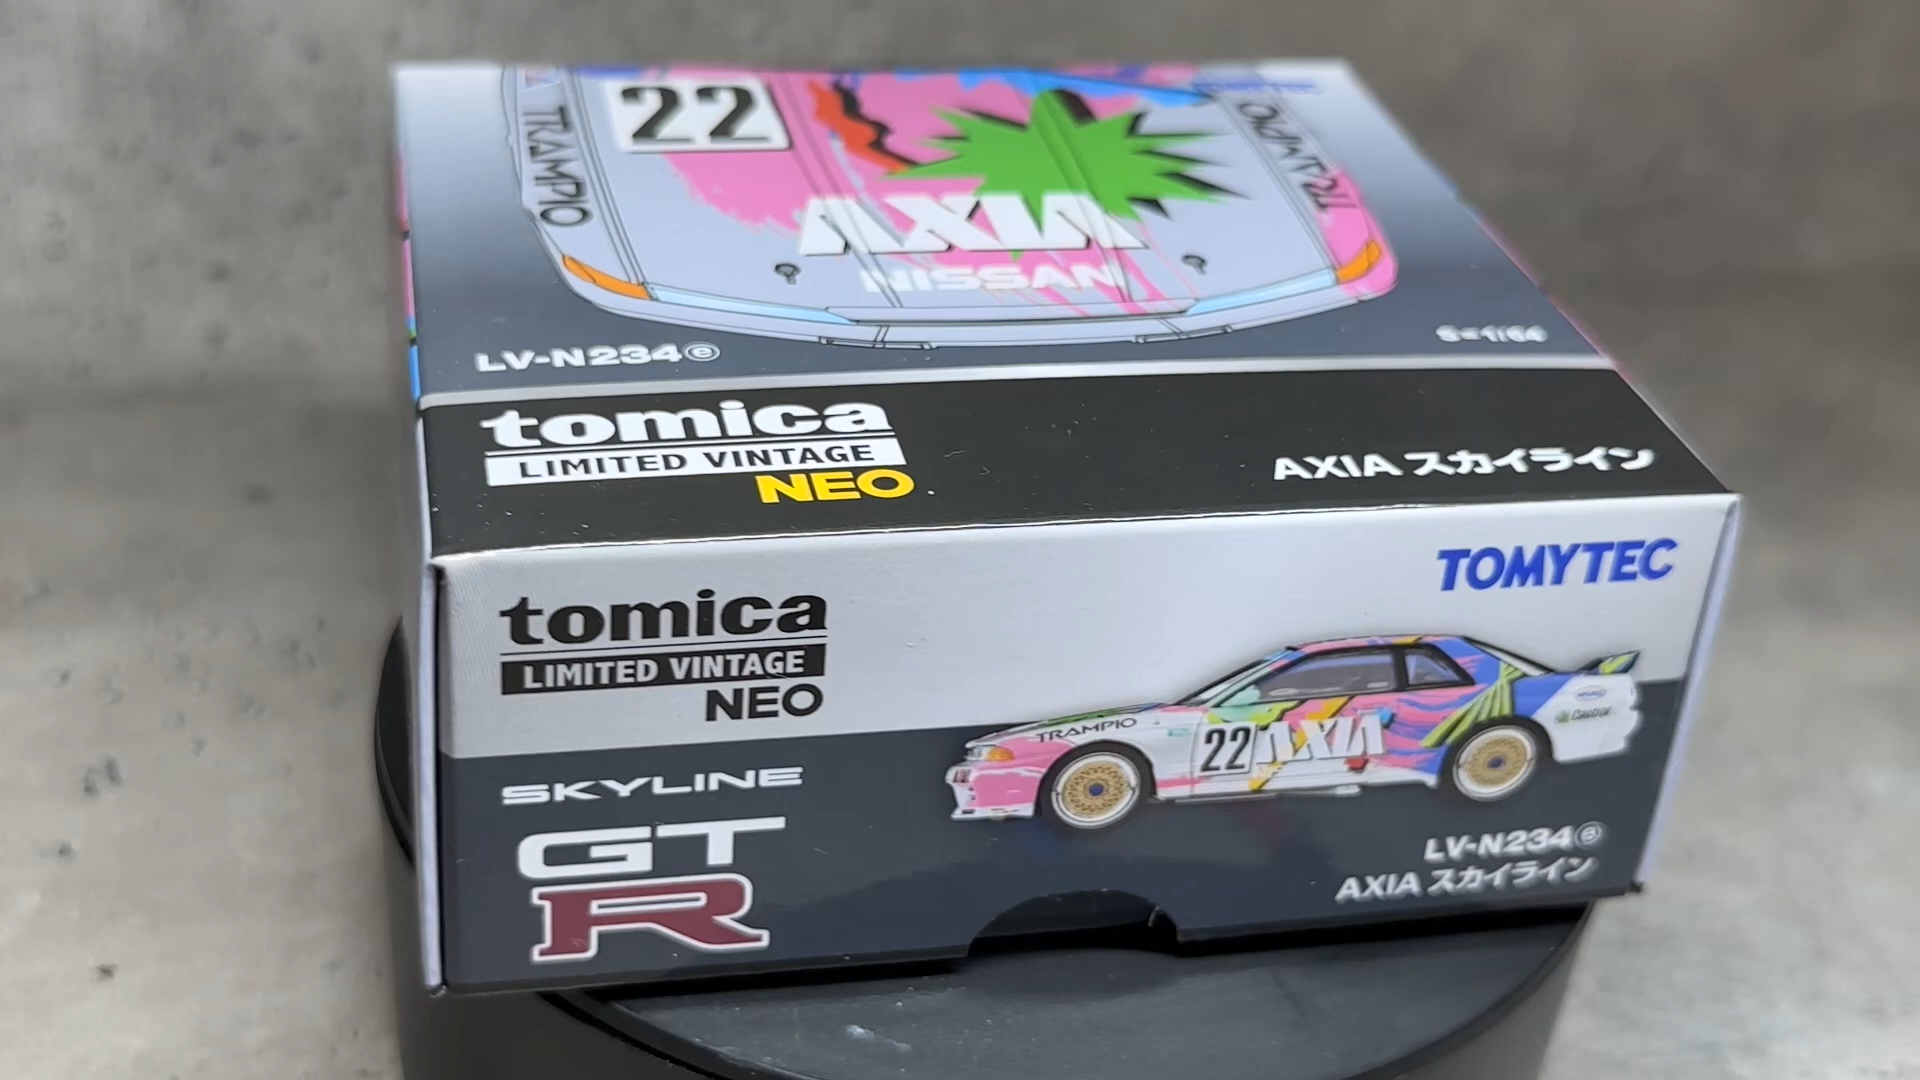 TOMYTEC
22
TRAMPIO
TRAMPIO
AXIA
NISSAN
LV-N234ⓔ
S=1/64
tomica
LIMITED VINTAGE
NEO
AXIA スカイライン
TOMYTEC
tomica
LIMITED VINTAGE
NEO
TRAMPIO
22 AXIA
Castrol
SKYLINE
GT
R
LV-N234ⓔ
AXIA スカイライン